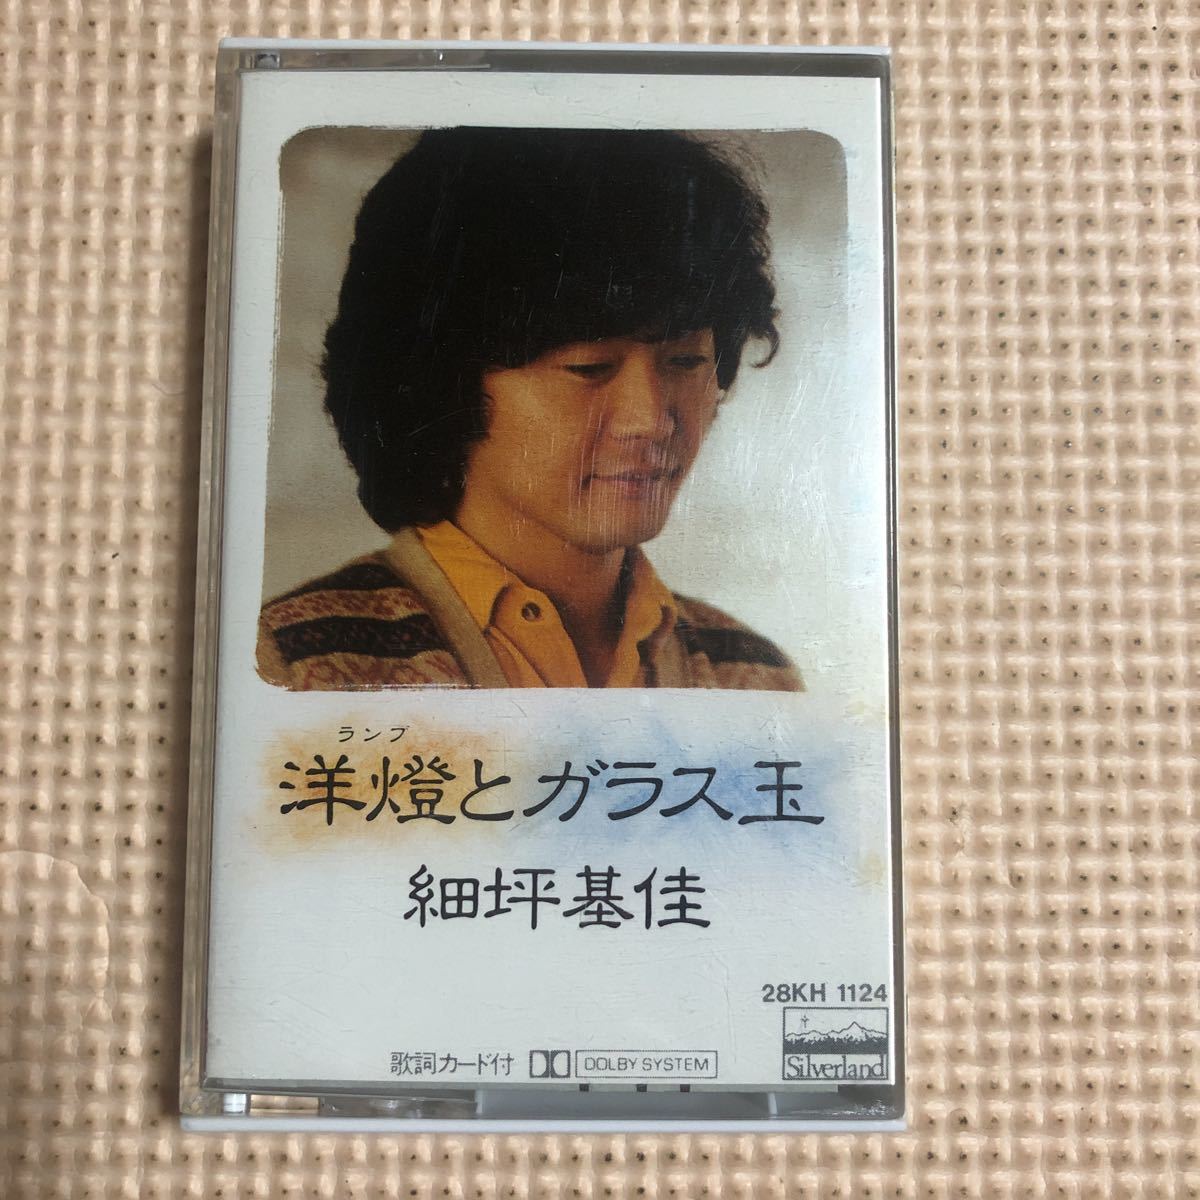 ランプ
洋燈とガラス玉
細坪基佳
28KH 1124
歌詞カード付 DOLBY SYSTEM
Silverland